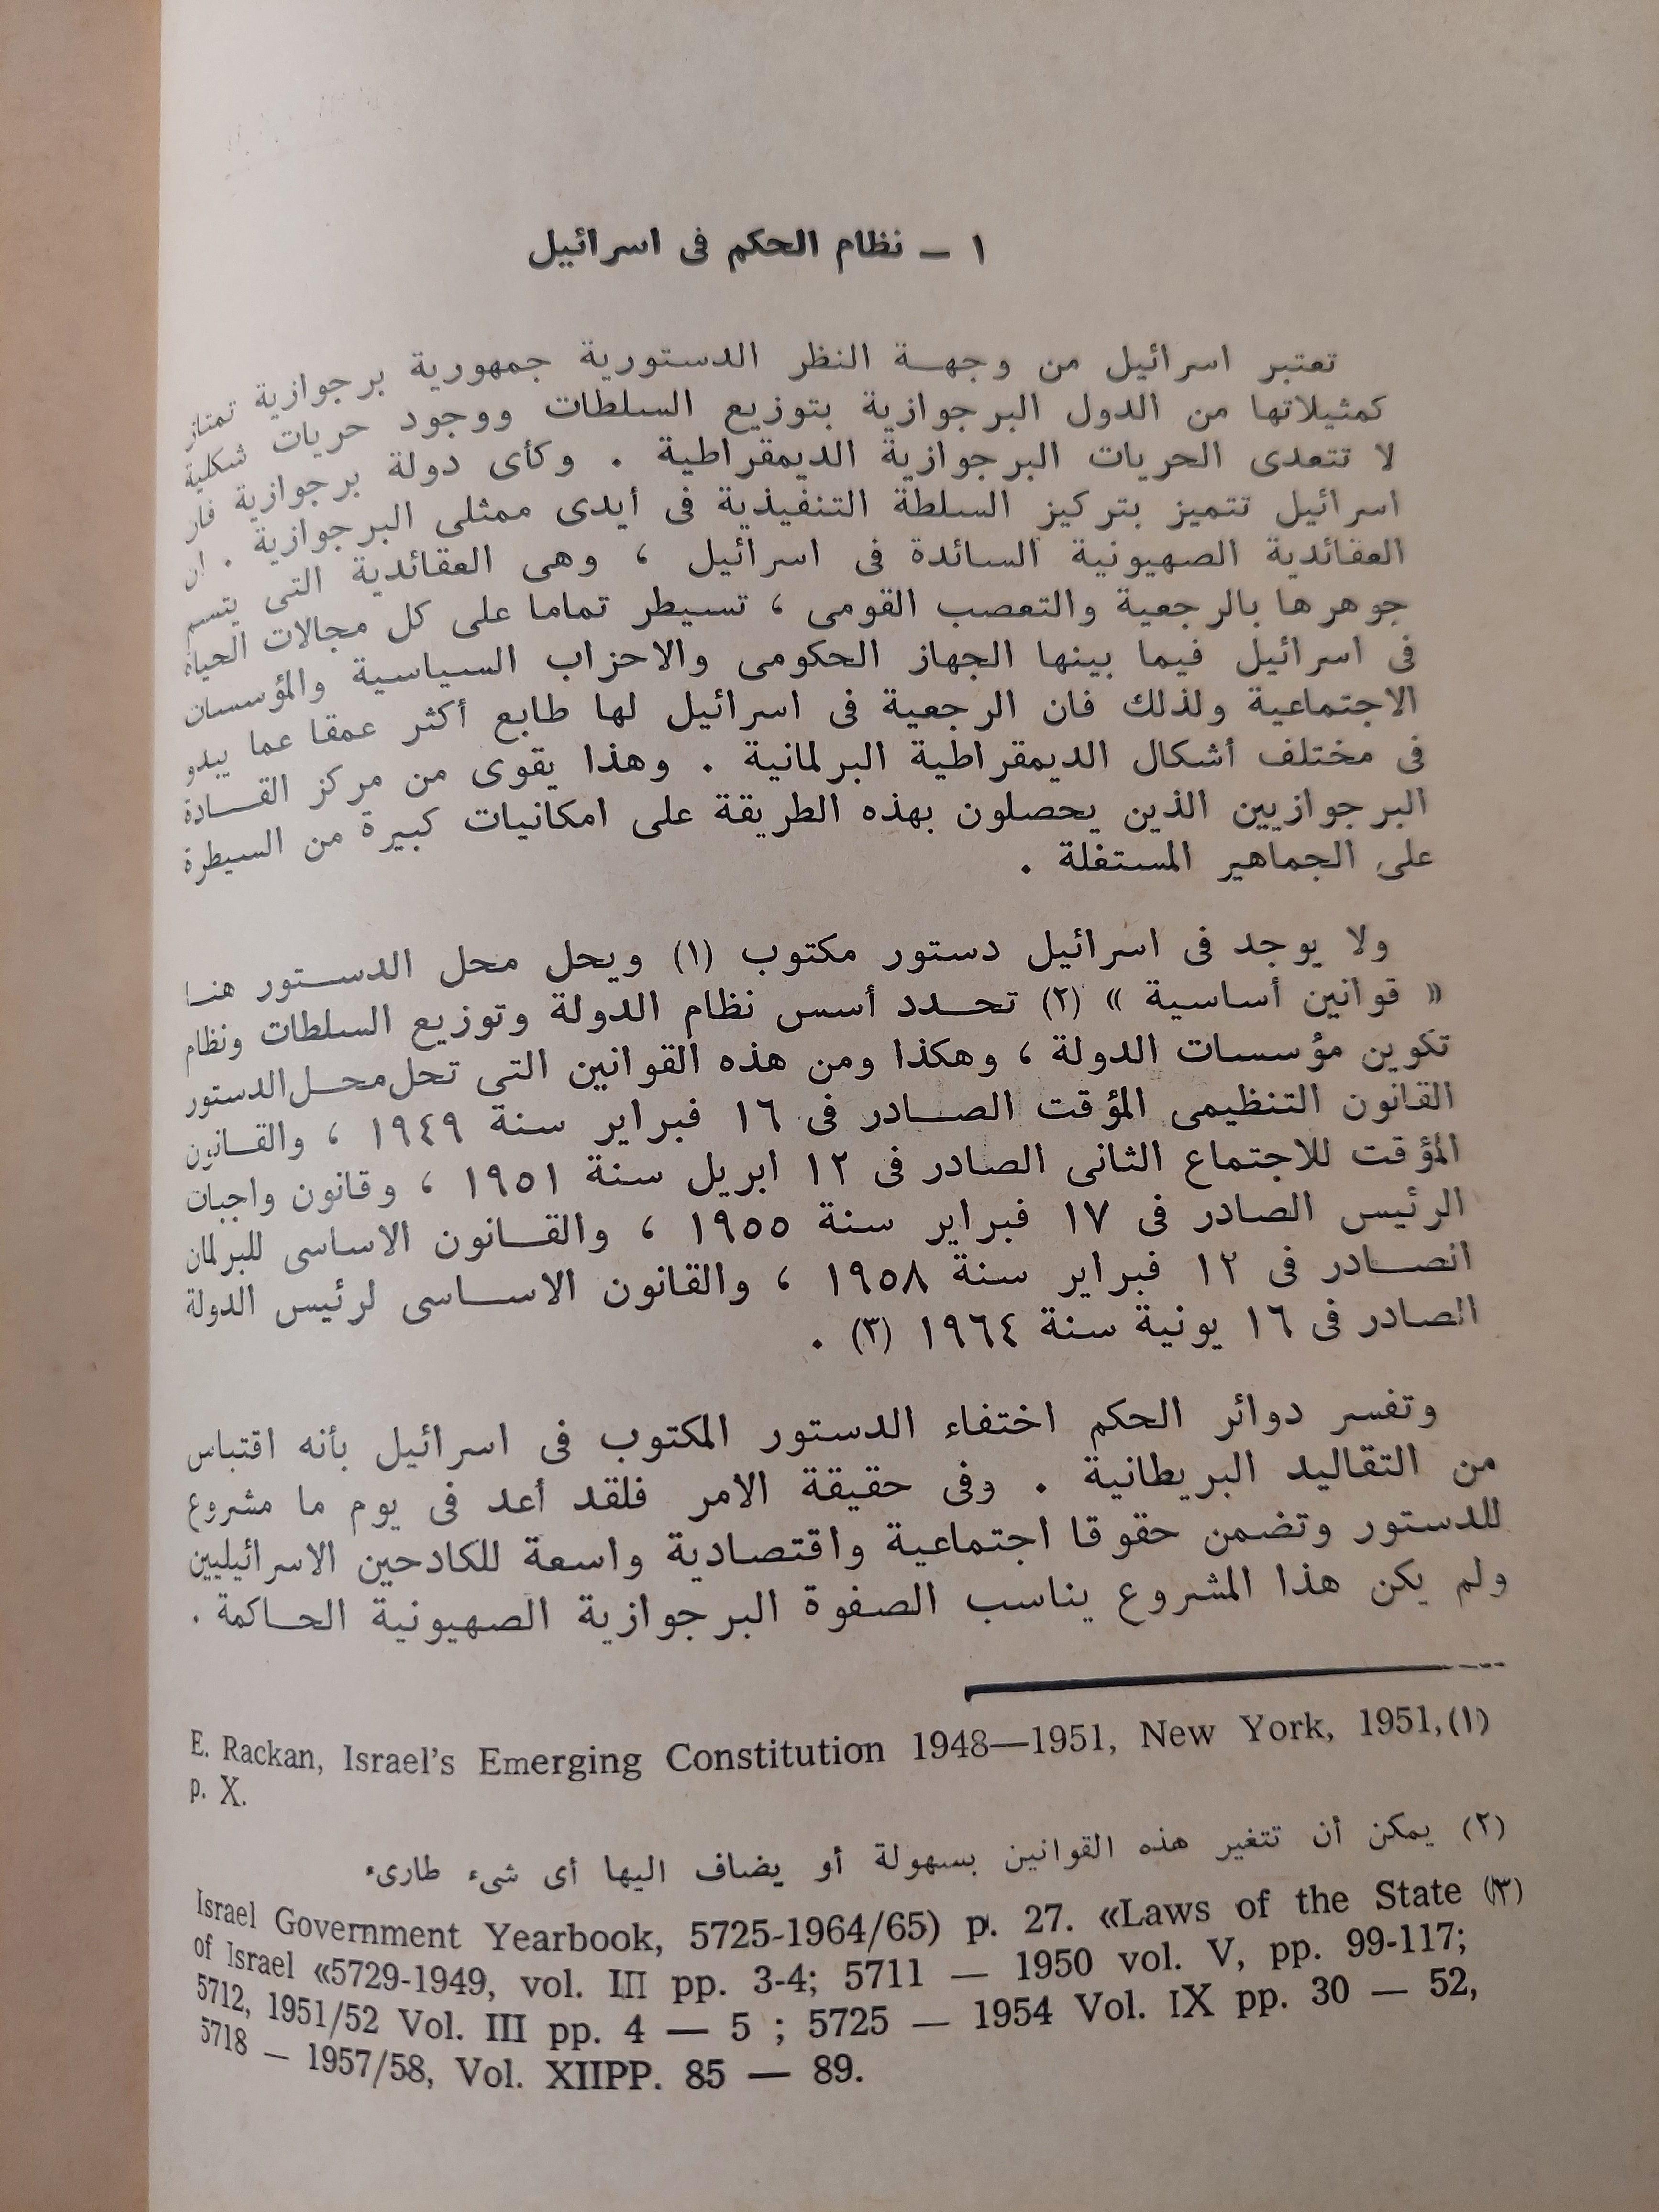 ١ ـ نظام الحكم فى اسرائيل
تعتبر اسرائيل من وجهة النظر الدستورية جمهورية برجوازية تمتاز
كمثيلاتها من الدول البرجوازية بتوزيع السلطات ووجود حريات شكلية
لا تتعدى الحريات البرجوازية الديمقراطية . وكأى دولة برجوازية فان
اسرائيل تتميز بتركيز السلطة التنفيذية فى أيدى ممثلى البرجوازية . ان
العقائدية الصهيونية السائدة فى اسرائيل ، وهى العقائدية التى يتسم
جوهرها بالرجعية والتعصب القومى ، تسيطر تماما على كل مجالات الحياة
فى اسرائيل فيما بينها الجهاز الحكومى والاحزاب السياسية والمؤسسات
الاجتماعية ولذلك فان الرجعية فى اسرائيل لها طابع أكثر عمقا عما يبدو
فى مختلف أشكال الديمقراطية البرلمانية . وهذا يقوى من مركز القادة
البرجوازيين الذين يحصلون بهذه الطريقة على امكانيات كبيرة من السيطرة
على الجماهير المستغلة .
ولا يوجد فى اسرائيل دستور مكتوب (١) ويحل محل الدستور هنا
« قوانين أساسية » (٢) تحدد أسس نظام الدولة وتوزيع السلطات ونظام
تكوين مؤسسات الدولة ، وهكذا ومن هذه القوانين التى تحل محل الدستور
القانون التنظيمى المؤقت الصادر فى ١٦ فبراير سنة ١٩٤٩ ، والقانون
المؤقت للاجتماع الثانى الصادر فى ١٢ ابريل سنة ١٩٥١ ، وقانون واجبات
الرئيس الصادر فى ١٧ فبراير سنة ١٩٥٥ ، والقانون الاساسى للبرلمان
الصادر فى ١٢ فبراير سنة ١٩٥٨ ، والقانون الاساسى لرئيس الدولة
الصادر فى ١٦ يونية سنة ١٩٦٤ (٣) .
وتفسر دوائر الحكم اختفاء الدستور المكتوب فى اسرائيل بأنه اقتباس
من التقاليد البريطانية . وفى حقيقة الامر فلقد أعد فى يوم ما مشروع
للدستور وتضمن حقوقا اجتماعية واقتصادية واسعة للكادحين الاسرائيليين
ولم يكن هذا المشروع يناسب الصفوة البرجوازية الصهيونية الحاكمة .
E. Rackan, Israel's Emerging Constitution 1948—1951, New York, 1951, (١)
p. X.
(٢) يمكن أن تتغير هذه القوانين بسهولة أو يضاف اليها أى شىء طارىء
Israel Government Yearbook, 5725-1964/65) p. 27. «Laws of the State (٣)
of Israel «5729-1949, vol. III pp. 3-4; 5711 — 1950 vol. V, pp. 99-117;
5712, 1951/52 Vol. III pp. 4 — 5 ; 5725 — 1954 Vol. IX pp. 30 — 52,
5718 — 1957/58, Vol. XIIPP. 85 — 89.